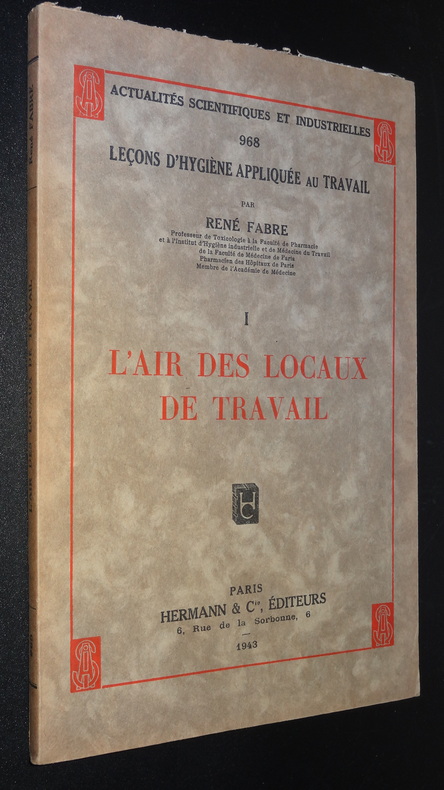 ACTUALITÉS SCIENTIFIQUES ET INDUSTRIELLES
968
LEÇONS D'HYGIÈNE APPLIQUÉE AU TRAVAIL
PAR
RENÉ FABRE
Professeur de Toxicologie à la Faculté de Pharmacie
et à l'Institut d'Hygiène industrielle et de Médecine du Travail
de la Faculté de Médecine de Paris
Pharmacien des Hôpitaux de Paris
Membre de l'Académie de Médecine
I
L'AIR DES LOCAUX
DE TRAVAIL
HC
PARIS
HERMANN & Cie, ÉDITEURS
6, Rue de la Sorbonne, 6
1943